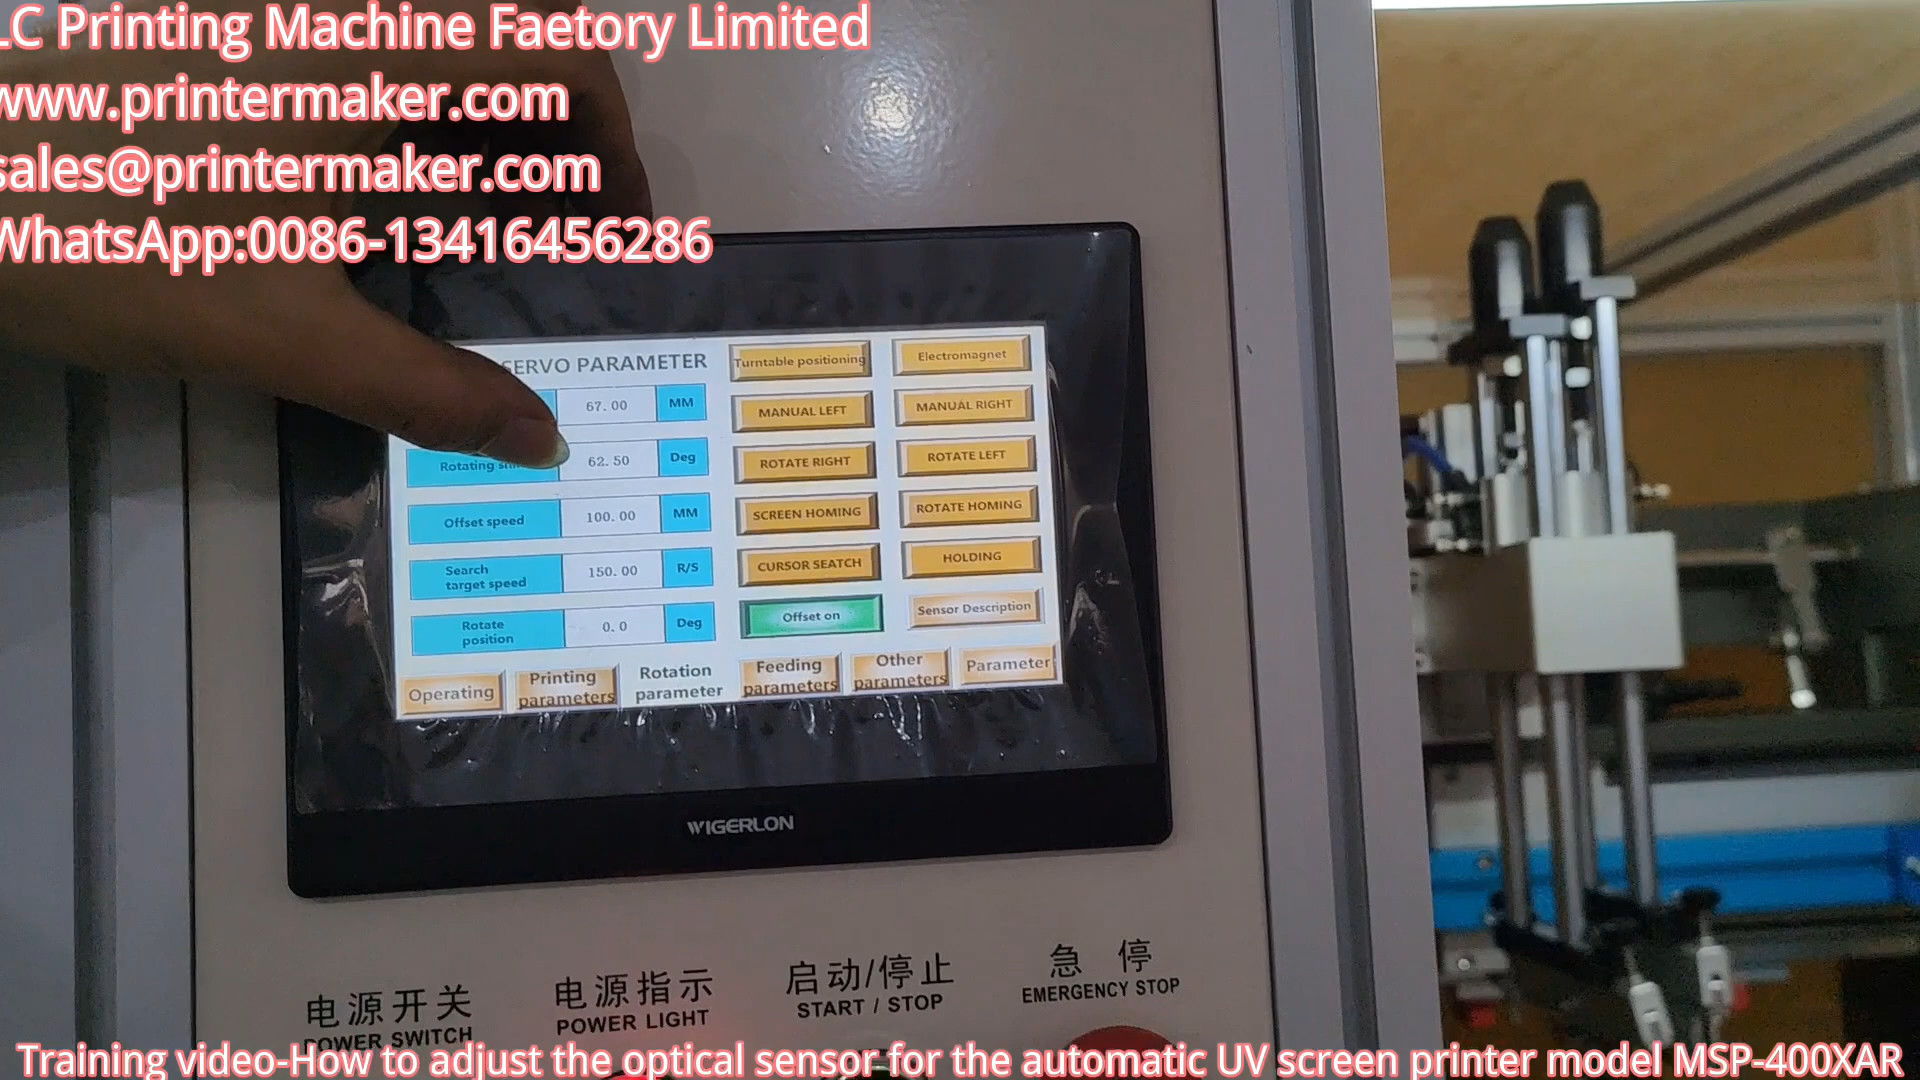 LC Printing Machine Faetory Limited
www.printermaker.com
sales@printermaker.com
WhatsApp:0086-13416456286
SERVO PARAMETER
67.00 MM
Rotating 62.50 Deg
Offset speed 100.00 MM
Search target speed 150.00 R/S
Rotate position 0.0 Deg
Turntable positioning Electromagnet
MANUAL LEFT MANUAL RIGHT
ROTATE RIGHT ROTATE LEFT
SCREEN HOMING ROTATE HOMING
CURSOR SEATCH HOLDING
Offset on Sensor Description
Operating
Printing parameters
Rotation parameter
Feeding parameters
Other parameters
Parameter
WIGERLON
电源开关 电源指示 启动/停止 急 停
POWER SWITCH POWER LIGHT START / STOP EMERGENCY STOP
Training video-How to adjust the optical sensor for the automatic UV screen printer model MSP-400XAR